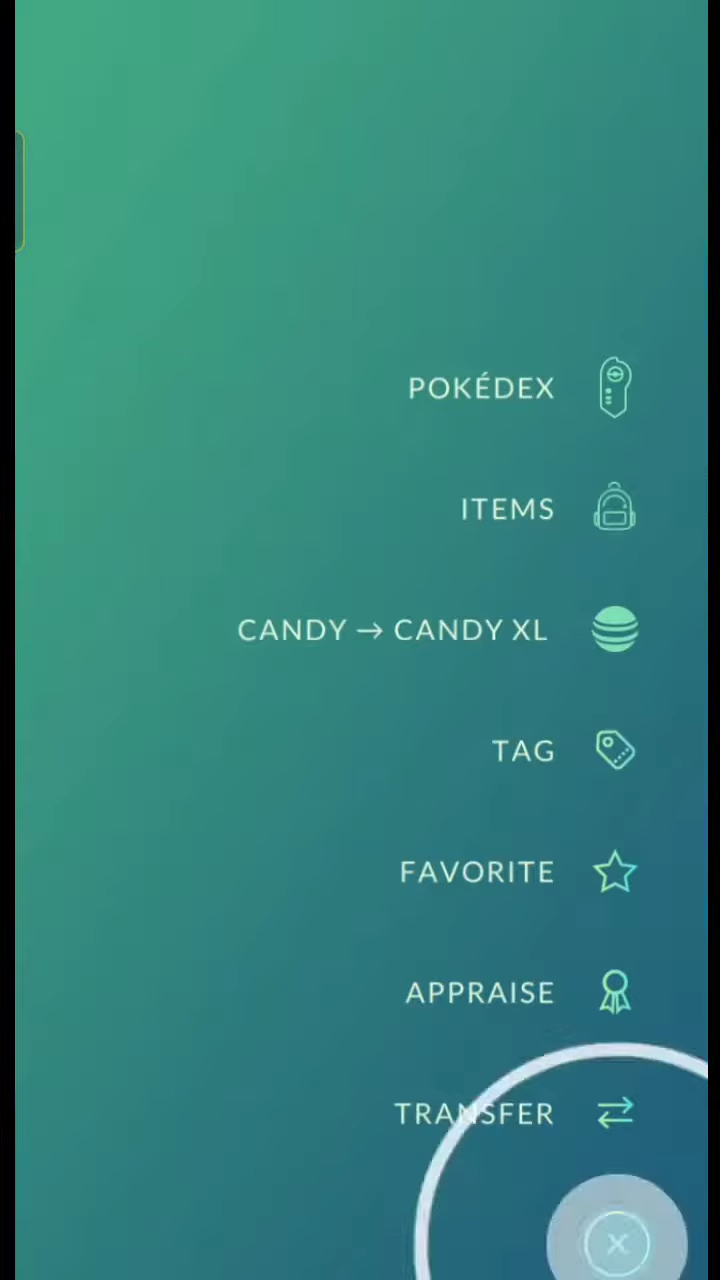 POKÉDEX
ITEMS
CANDY → CANDY XL
TAG
FAVORITE
APPRAISE
TRANSFER